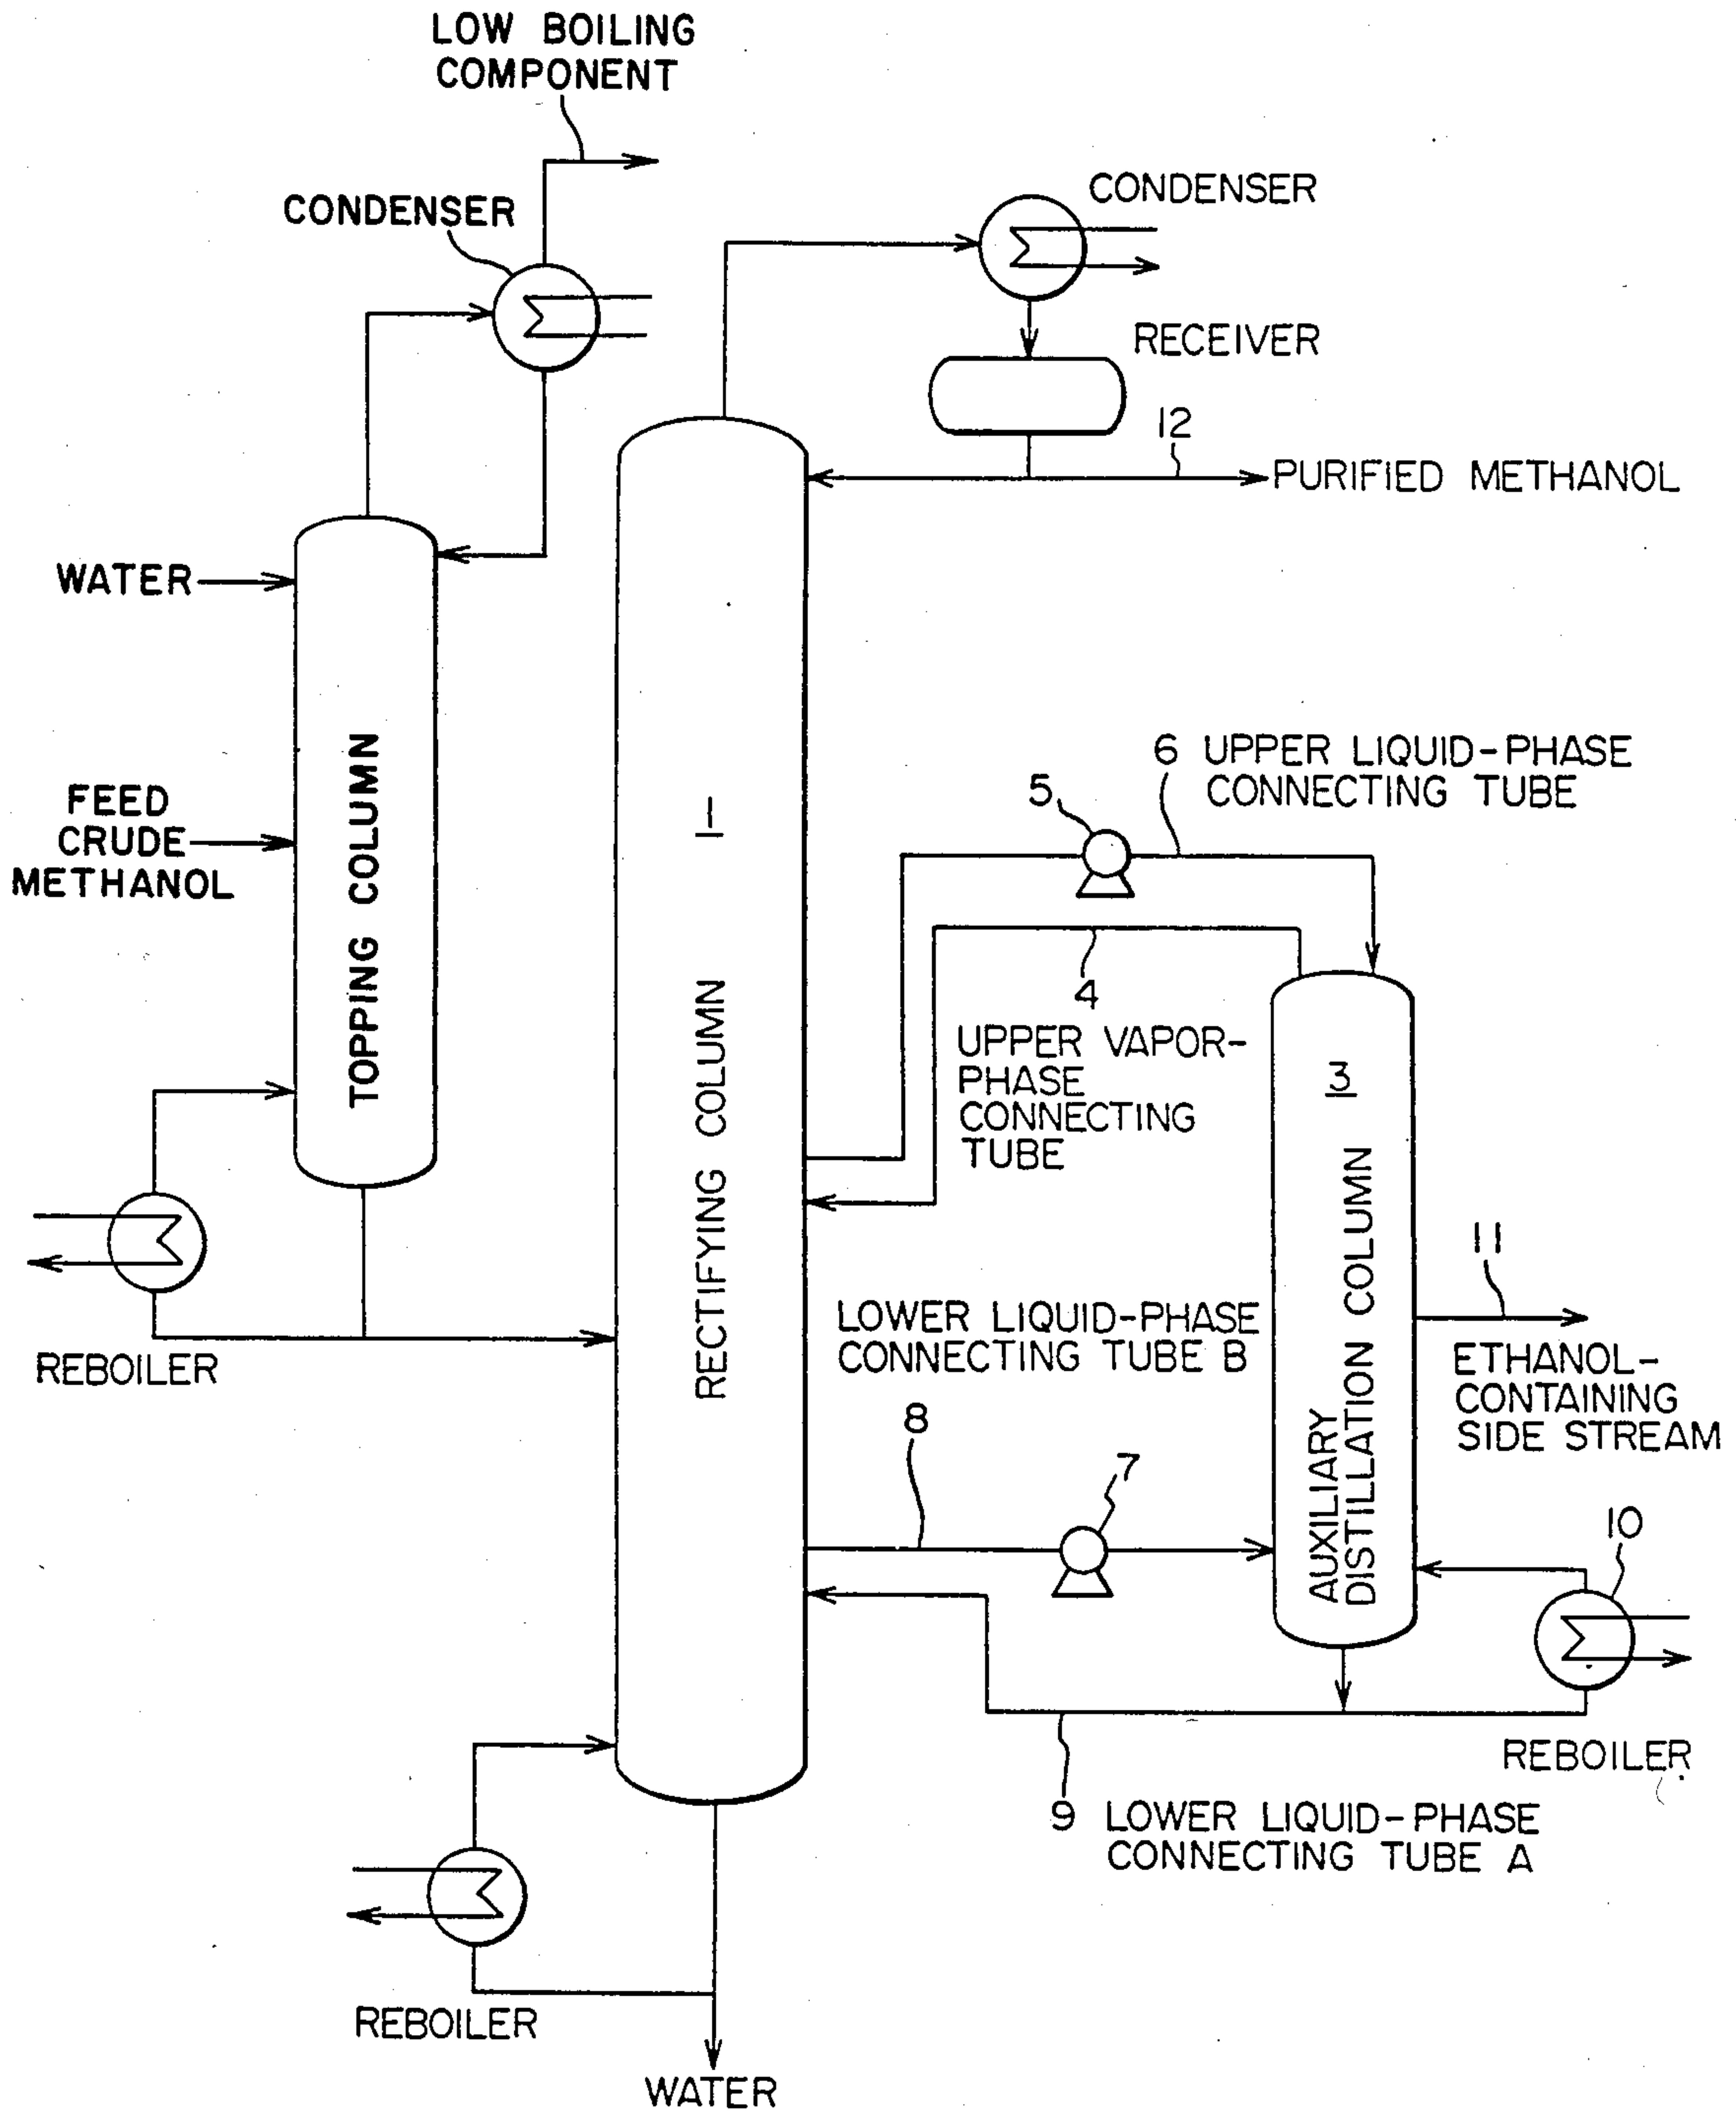 LOW BOILING
COMPONENT
CONDENSER
CONDENSER
RECEIVER
12
PURIFIED METHANOL
WATER
FEED
CRUDE
METHANOL
TOPPING COLUMN
REBOILER
RECTIFYING COLUMN 1
5
6 UPPER LIQUID-PHASE
CONNECTING TUBE
4
UPPER VAPOR-
PHASE
CONNECTING
TUBE
3
AUXILIARY
DISTILLATION COLUMN
11
ETHANOL-
CONTAINING
SIDE STREAM
LOWER LIQUID-PHASE
CONNECTING TUBE B
8
7
10
REBOILER
9 LOWER LIQUID-PHASE
CONNECTING TUBE A
REBOILER
WATER